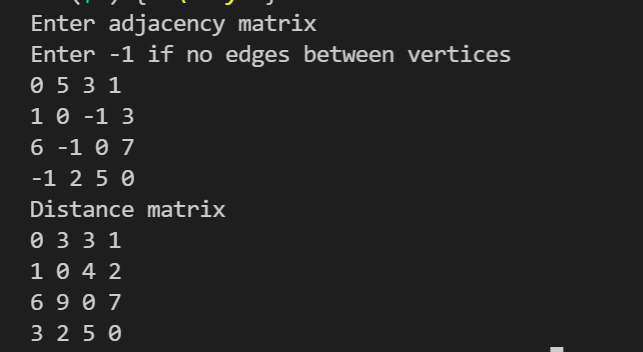 Enter adjacency matrix
Enter -1 if no edges between vertices
0 5 3 1
1 0 -1 3
6 -1 0 7
-1 2 5 0
Distance matrix
0 3 3 1
1 0 4 2
6 9 0 7
3 2 5 0